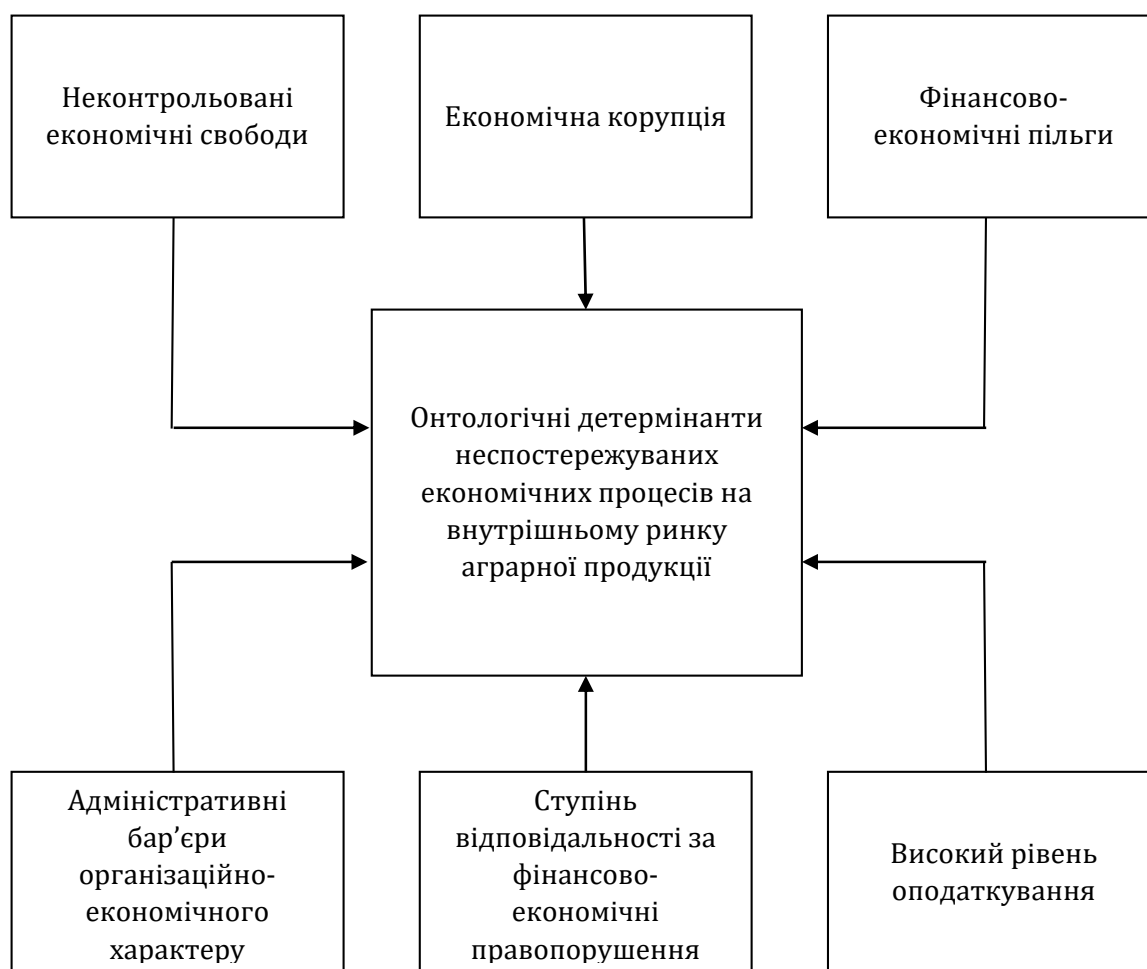 Неконтрольовані
економічні свободи
Економічна корупція
Фінансово-
економічні пільги
Онтологічні детермінанти
неспостережуваних
економічних процесів на
внутрішньому ринку
аграрної продукції
Адміністративні
бар’єри
організаційно-
економічного
характеру
Ступінь
відповідальності за
фінансово-
економічні
правопорушення
Високий рівень
оподаткування